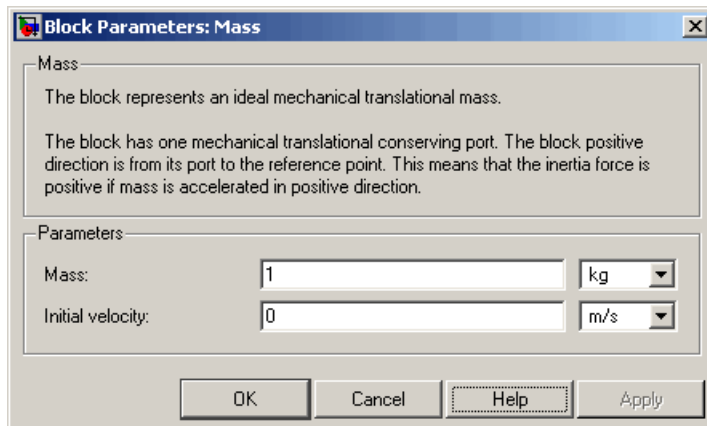 Block Parameters: Mass
Mass
The block represents an ideal mechanical translational mass.
The block has one mechanical translational conserving port. The block positive
direction is from its port to the reference point. This means that the inertia force is
positive if mass is accelerated in positive direction.
Parameters
Mass: 1 kg
Initial velocity: 0 m/s
OK Cancel Help Apply